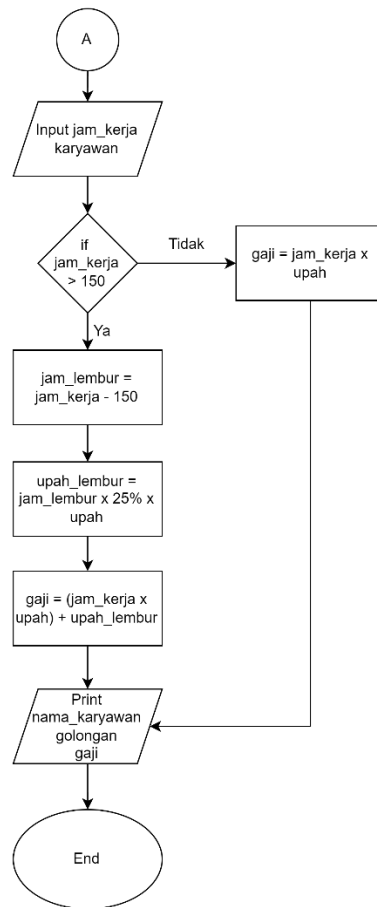 A
Input jam_kerja
karyawan
if
jam_kerja
> 150
Tidak
gaji = jam_kerja x
upah
Ya
jam_lembur =
jam_kerja - 150
upah_lembur =
jam_lembur x 25% x
upah
gaji = (jam_kerja x
upah) + upah_lembur
Print
nama_karyawan
golongan
gaji
End